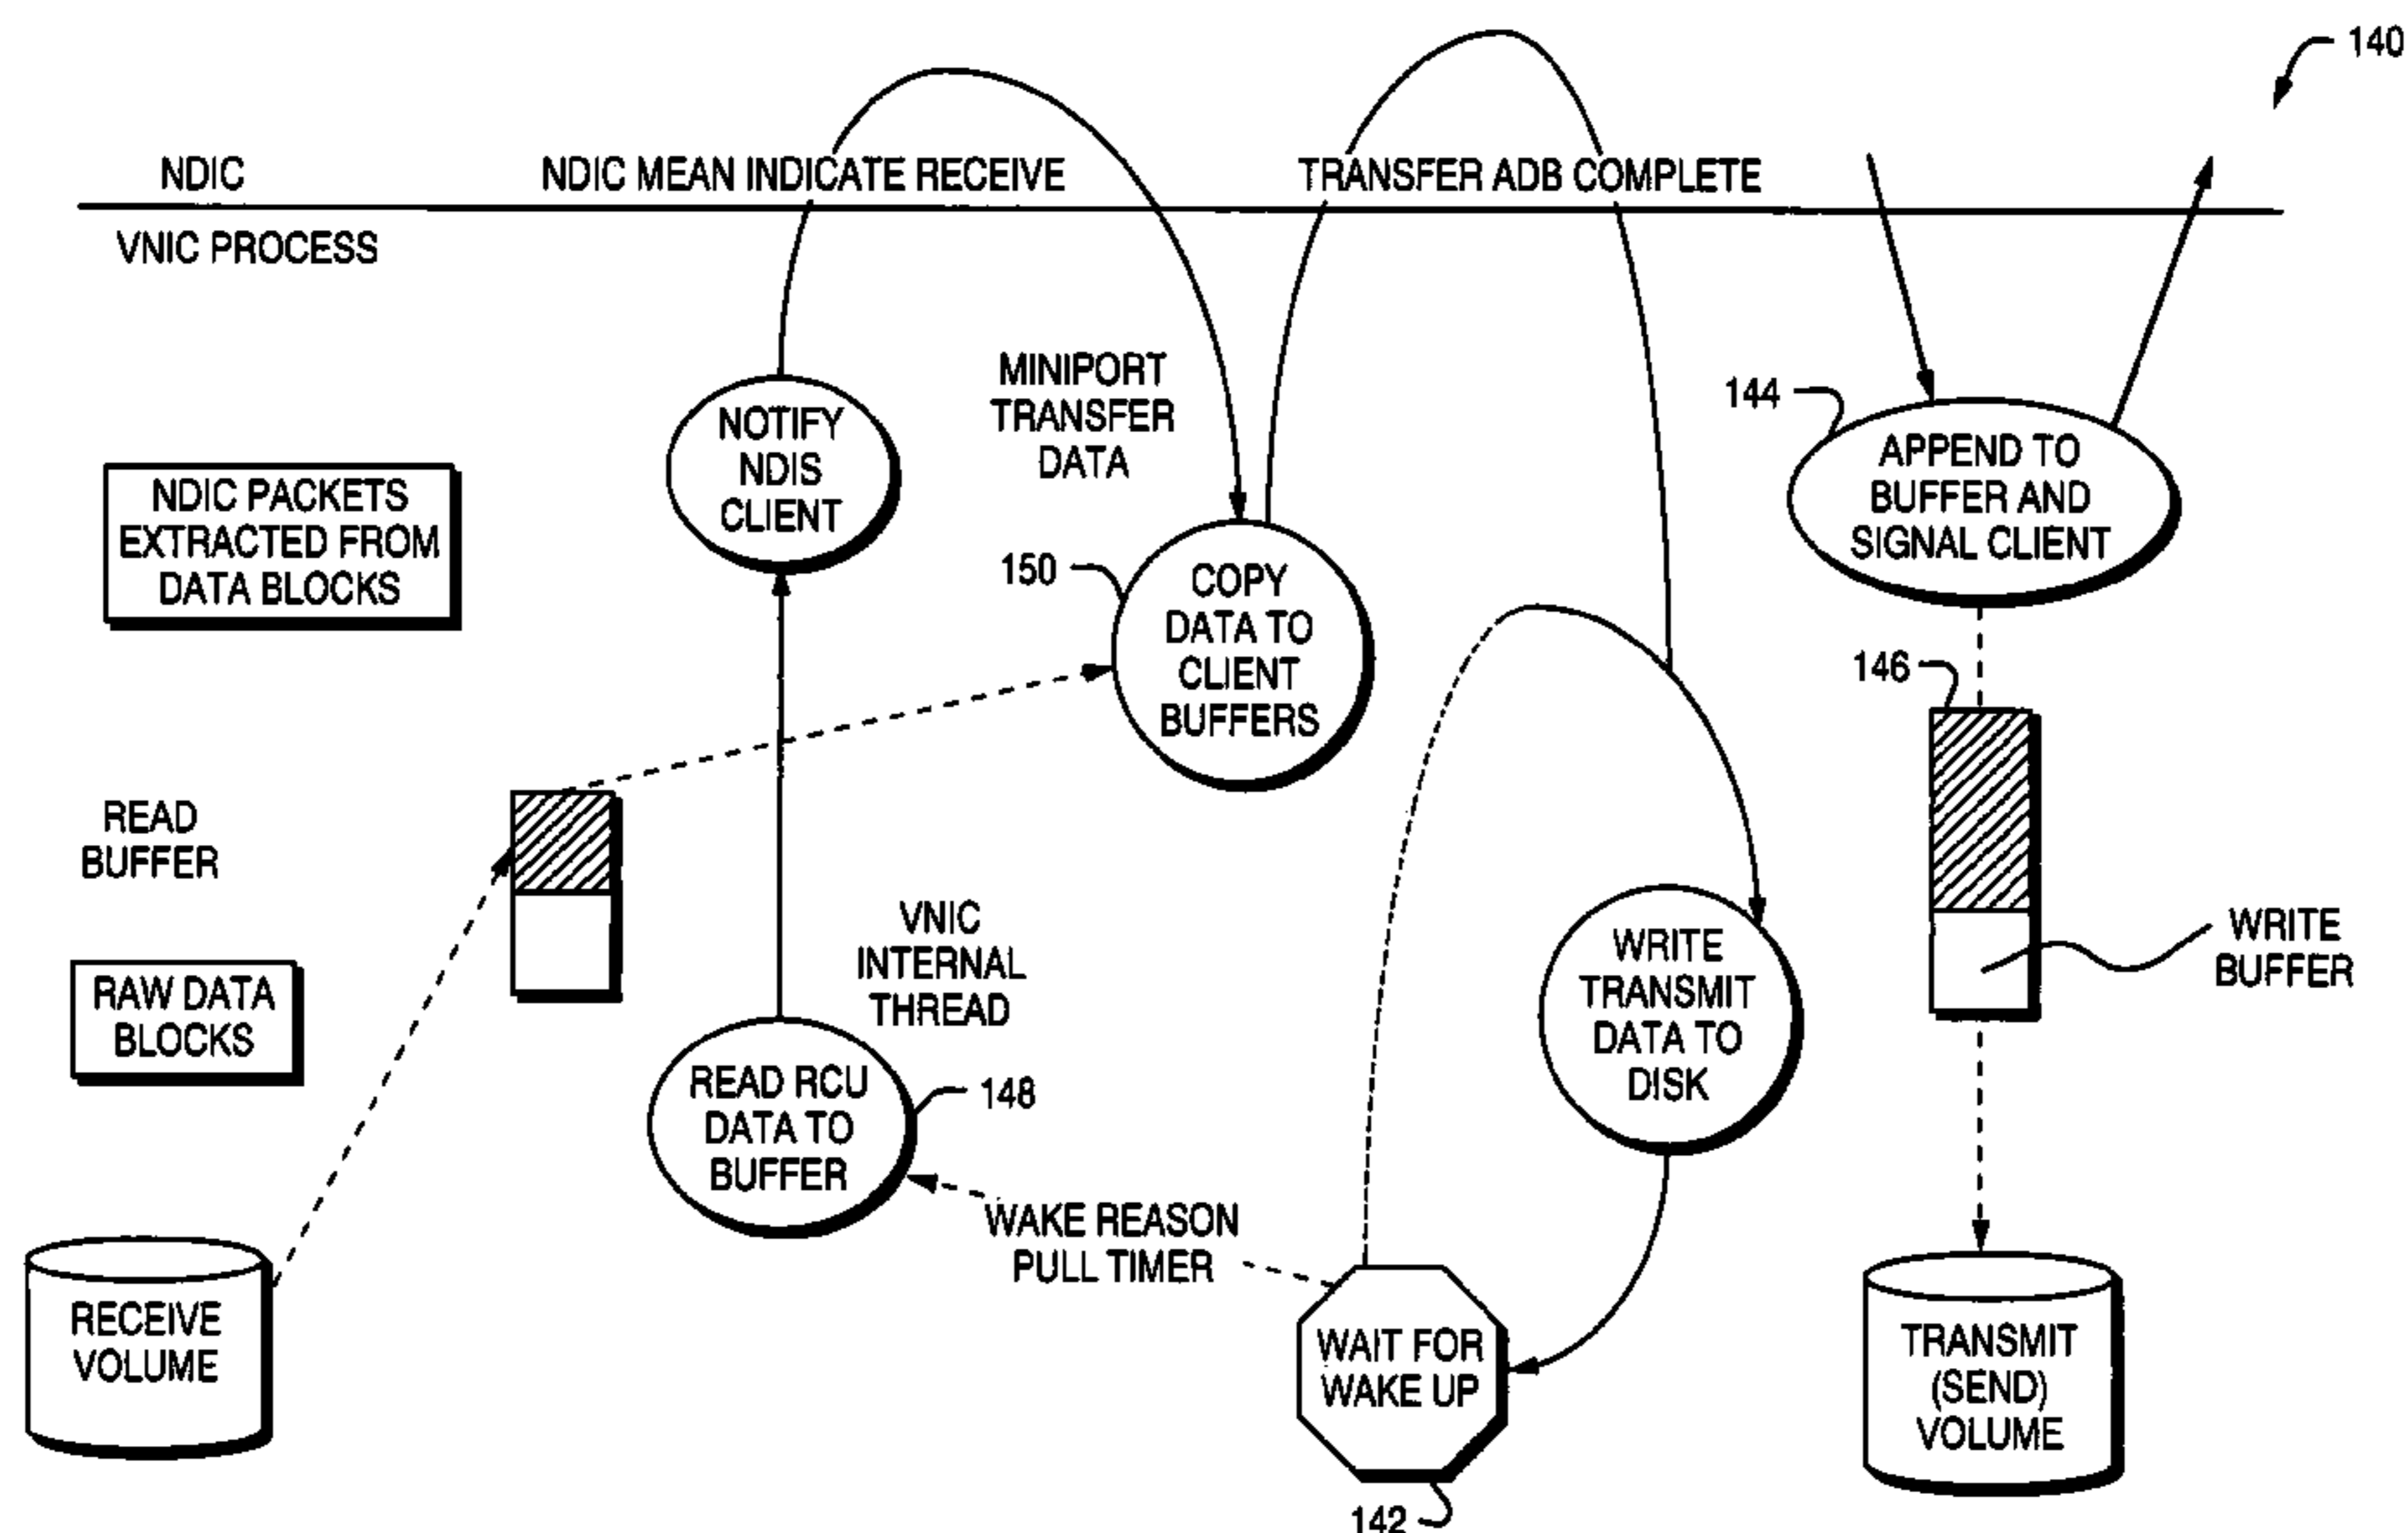 140
NDIC
NDIC MEAN INDICATE RECEIVE
TRANSFER ADB COMPLETE
VNIC PROCESS
NDIC PACKETS
EXTRACTED FROM
DATA BLOCKS
NOTIFY
NDIS
CLIENT
MINIPORT
TRANSFER
DATA
150
COPY
DATA TO
CLIENT
BUFFERS
144
APPEND TO
BUFFER AND
SIGNAL CLIENT
146
READ
BUFFER
WRITE
BUFFER
RAW DATA
BLOCKS
VNIC
INTERNAL
THREAD
WRITE
TRANSMIT
DATA TO
DISK
READ RCU
DATA TO
BUFFER
148
WAKE REASON
PULL TIMER
RECEIVE
VOLUME
WAIT FOR
WAKE UP
142
TRANSMIT
(SEND)
VOLUME